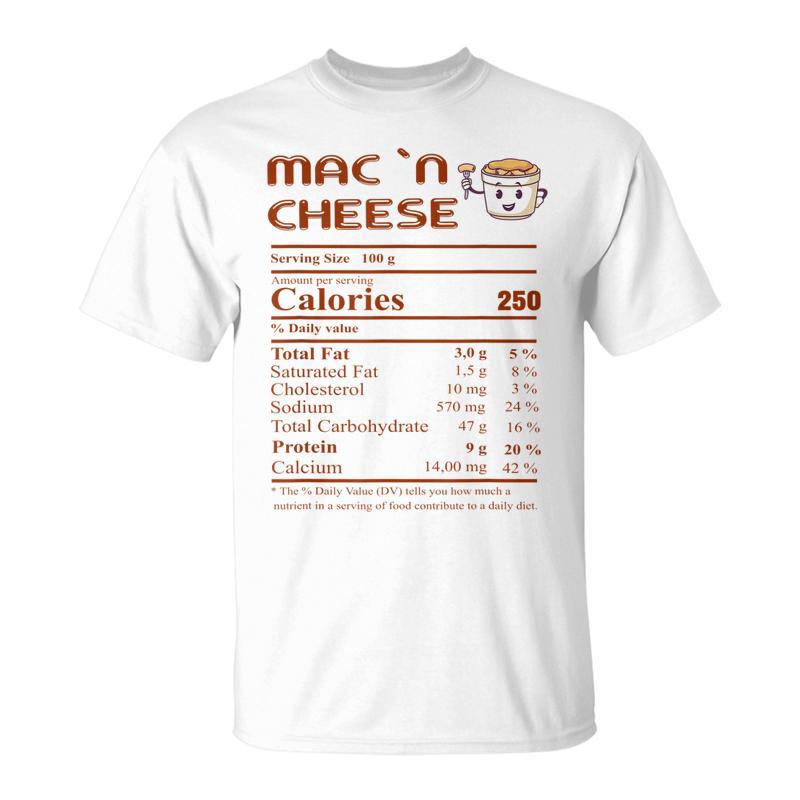 MAC `N
CHEESE
Serving Size 100 g
Amount per serving
Calories 250
% Daily value
Total Fat 3,0 g 5 %
Saturated Fat 1,5 g 8 %
Cholesterol 10 mg 3 %
Sodium 570 mg 24 %
Total Carbohydrate 47 g 16 %
Protein 9 g 20 %
Calcium 14,00 mg 42 %
* The % Daily Value (DV) tells you how much a
nutrient in a serving of food contribute to a daily diet.